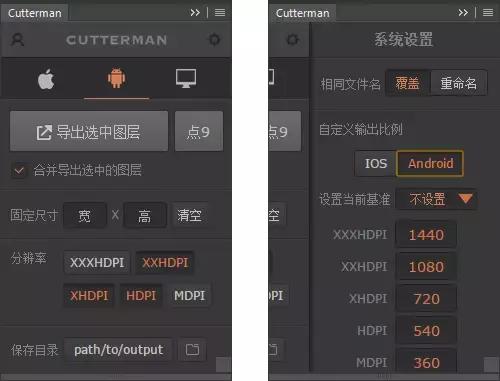 Cutterman
CUTTERMAN
导出选中图层
点9
合并导出选中的图层
固定尺寸 宽 X 高 清空
分辨率 XXXHDPI XXHDPI
XHDPI HDPI MDPI
保存目录 path/to/output
Cutterman
系统设置
相同文件名 覆盖 重命名
自定义输出比例
IOS Android
设置当前基准 不设置
XXXHDPI 1440
XXHDPI 1080
XHDPI 720
HDPI 540
MDPI 360
点9
清空